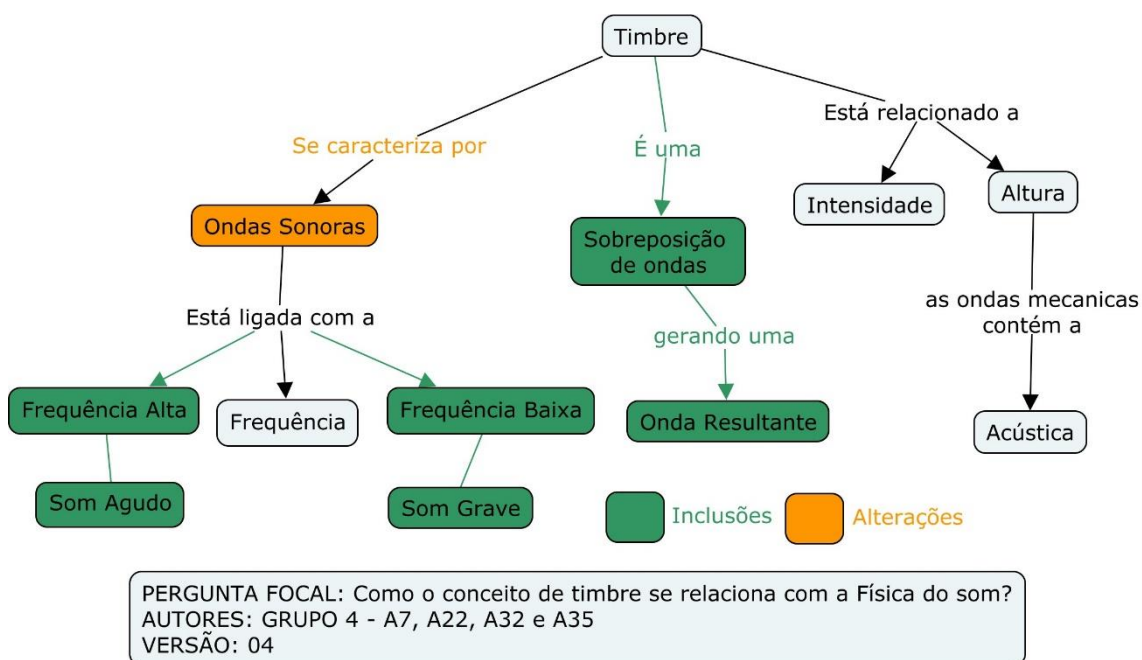 Timbre
Se caracteriza por
É uma
Está relacionado a
Ondas Sonoras
Sobreposição
de ondas
Intensidade
Altura
Está ligada com a
gerando uma
as ondas mecanicas
contém a
Frequência Alta
Frequência
Frequência Baixa
Onda Resultante
Acústica
Som Agudo
Som Grave
Inclusões
Alterações
PERGUNTA FOCAL: Como o conceito de timbre se relaciona com a Física do som?
AUTORES: GRUPO 4 - A7, A22, A32 e A35
VERSÃO: 04